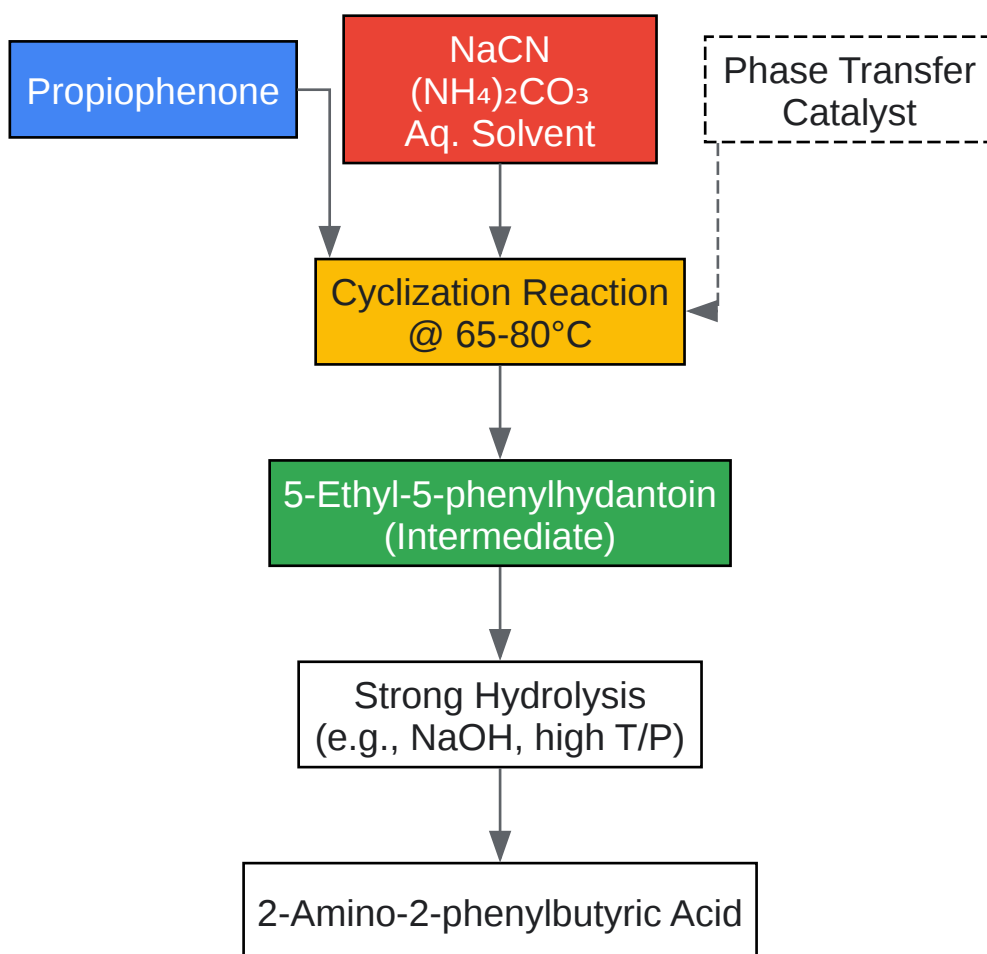 Propiophenone
NaCN
(NH₄)₂CO₃
Aq. Solvent
Phase Transfer
Catalyst
Cyclization Reaction
@ 65-80°C
5-Ethyl-5-phenylhydantoin
(Intermediate)
Strong Hydrolysis
(e.g., NaOH, high T/P)
2-Amino-2-phenylbutyric Acid